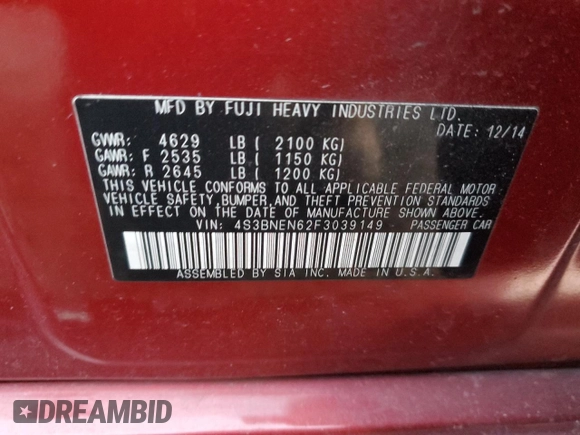 MFD BY FUJI HEAVY INDUSTRIES LTD.
DATE: 12/14
GVWR: 4629 LB ( 2100 KG)
GAWR: F 2535 LB ( 1150 KG)
GAWR: R 2645 LB ( 1200 KG)
THIS VEHICLE CONFORMS TO ALL APPLICABLE FEDERAL MOTOR
VEHICLE SAFETY, BUMPER, AND THEFT PREVENTION STANDARDS
IN EFFECT ON THE DATE OF MANUFACTURE SHOWN ABOVE.
VIN: 4S3BNEN62F3039149 PASSENGER CAR
ASSEMBLED BY SIA INC. MADE IN U.S.A.
DREAMBID